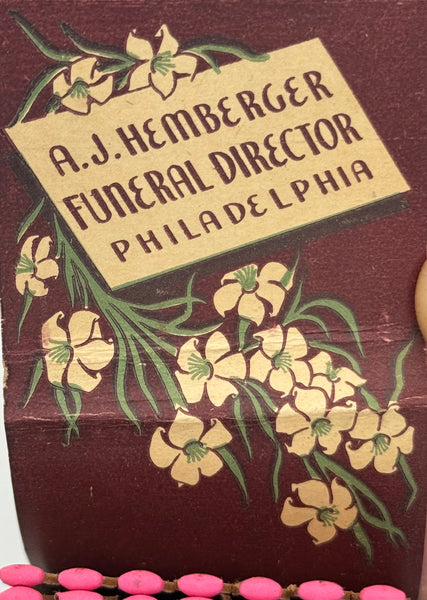 A.J. HEMBERGER
FUNERAL DIRECTOR
PHILADELPHIA